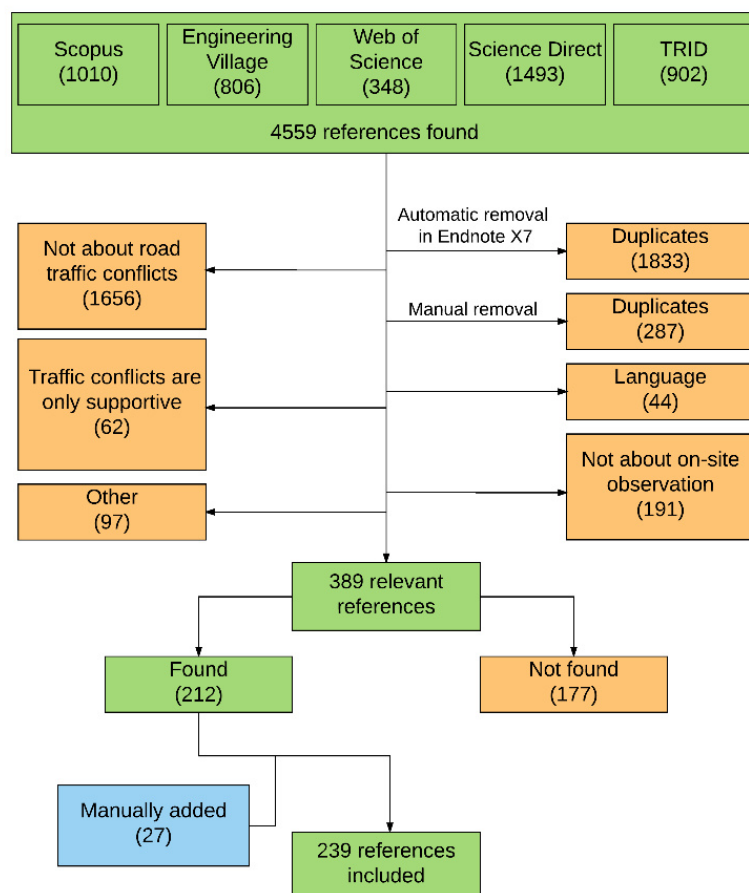 Scopus
(1010)
Engineering
Village
(806)
Web of
Science
(348)
Science Direct
(1493)
TRID
(902)
4559 references found
Automatic removal
in Endnote X7
Duplicates
(1833)
Not about road
traffic conflicts
(1656)
Manual removal
Duplicates
(287)
Traffic conflicts are
only supportive
(62)
Language
(44)
Not about on-site
observation
(191)
Other
(97)
389 relevant
references
Found
(212)
Not found
(177)
Manually added
(27)
239 references
included